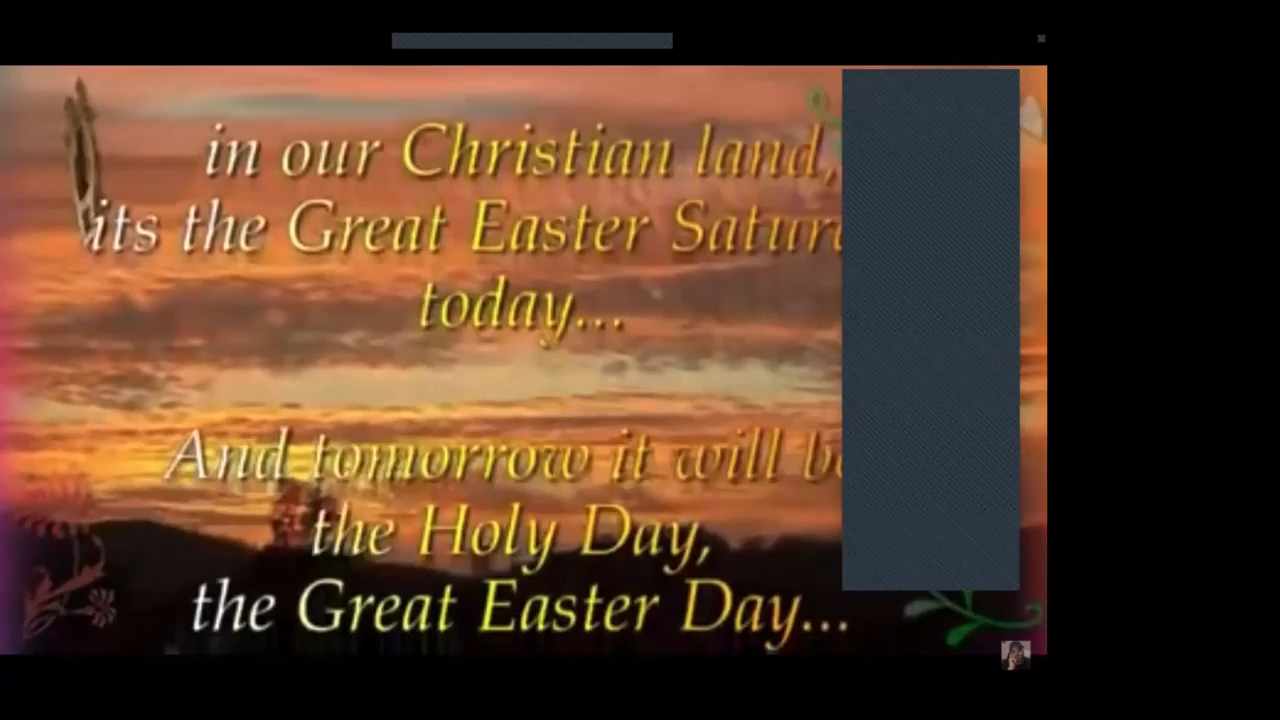 in our Christian land,
its the Great Easter
today...
And tomorrow it will
the Holy Day,
the Great Easter Day...